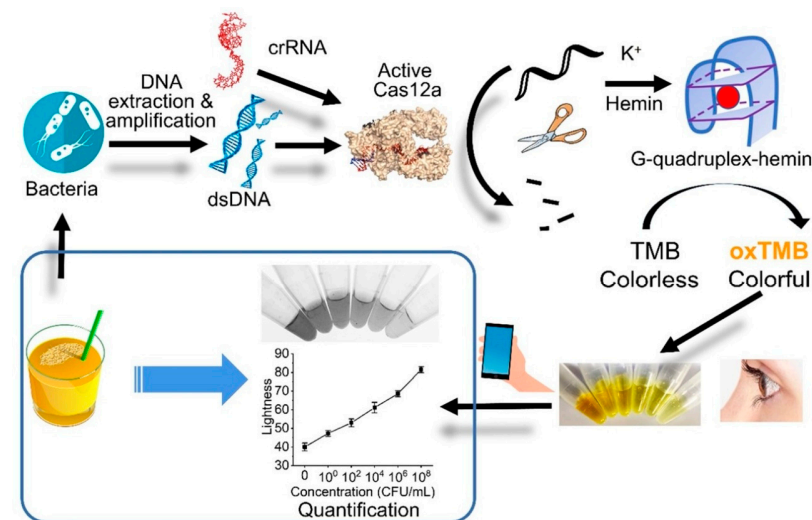 crRNA
DNA
extraction &
amplification
Active
Cas12a
K⁺
Hemin
G-quadruplex-hemin
Bacteria
dsDNA
TMB
Colorless
oxTMB
Colorful
Lightness
90
80
70
60
50
40
30
0 10⁰ 10² 10⁴ 10⁶ 10⁸
Concentration (CFU/mL)
Quantification